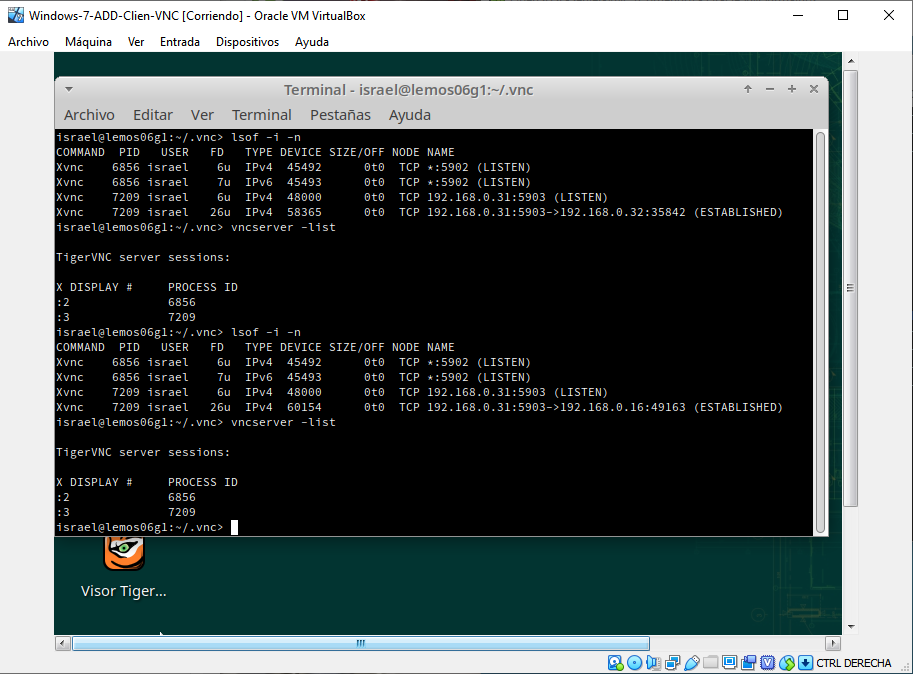 Windows-7-ADD-Clien-VNC [Corriendo] - Oracle VM VirtualBox
Archivo Máquina Ver Entrada Dispositivos Ayuda
Terminal - israel@lemos06g1:~/.vnc
Archivo Editar Ver Terminal Pestañas Ayuda
israel@lemos06g1:~/.vnc> lsof -i -n
COMMAND  PID   USER   FD   TYPE DEVICE SIZE/OFF NODE NAME
Xvnc    6856 israel    6u  IPv4  45492      0t0  TCP *:5902 (LISTEN)
Xvnc    6856 israel    7u  IPv6  45493      0t0  TCP *:5902 (LISTEN)
Xvnc    7209 israel    6u  IPv4  48000      0t0  TCP 192.168.0.31:5903 (LISTEN)
Xvnc    7209 israel   26u  IPv4  58365      0t0  TCP 192.168.0.31:5903->192.168.0.32:35842 (ESTABLISHED)
israel@lemos06g1:~/.vnc> vncserver -list
TigerVNC server sessions:
X DISPLAY #     PROCESS ID
:2              6856
:3              7209
israel@lemos06g1:~/.vnc> lsof -i -n
COMMAND  PID   USER   FD   TYPE DEVICE SIZE/OFF NODE NAME
Xvnc    6856 israel    6u  IPv4  45492      0t0  TCP *:5902 (LISTEN)
Xvnc    6856 israel    7u  IPv6  45493      0t0  TCP *:5902 (LISTEN)
Xvnc    7209 israel    6u  IPv4  48000      0t0  TCP 192.168.0.31:5903 (LISTEN)
Xvnc    7209 israel   26u  IPv4  60154      0t0  TCP 192.168.0.31:5903->192.168.0.16:49163 (ESTABLISHED)
israel@lemos06g1:~/.vnc> vncserver -list
TigerVNC server sessions:
X DISPLAY #     PROCESS ID
:2              6856
:3              7209
israel@lemos06g1:~/.vnc>
Visor Tiger...
CTRL DERECHA